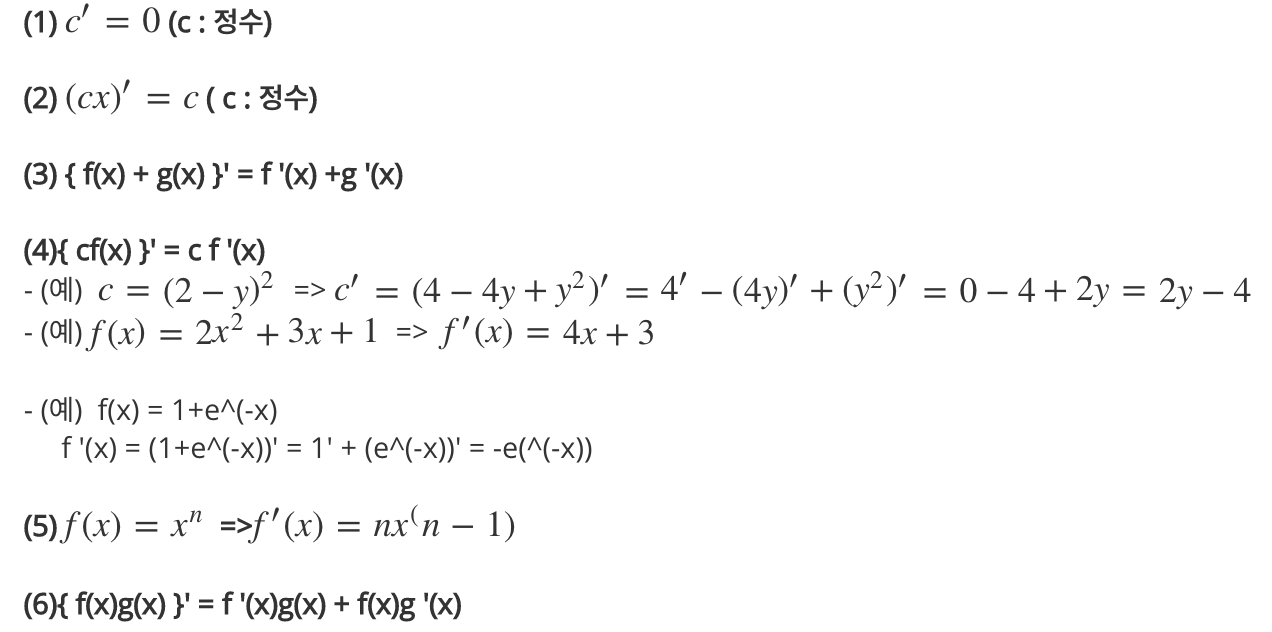 (1) c′ = 0 (c : 정수)
(2) (cx)′ = c ( c : 정수)
(3) { f(x) + g(x) }' = f '(x) +g '(x)
(4){ cf(x) }' = c f '(x)
- (예) c = (2 − y)² => c′ = (4 − 4y + y²)′ = 4′ − (4y)′ + (y²)′ = 0 − 4 + 2y = 2y − 4
- (예) f(x) = 2x² + 3x + 1 => f′(x) = 4x + 3
- (예) f(x) = 1+e^(-x)
f '(x) = (1+e^(-x))' = 1' + (e^(-x))' = -e(^(-x))
(5) f(x) = xⁿ => f′(x) = nx⁽n − 1)
(6){ f(x)g(x) }' = f '(x)g(x) + f(x)g '(x)